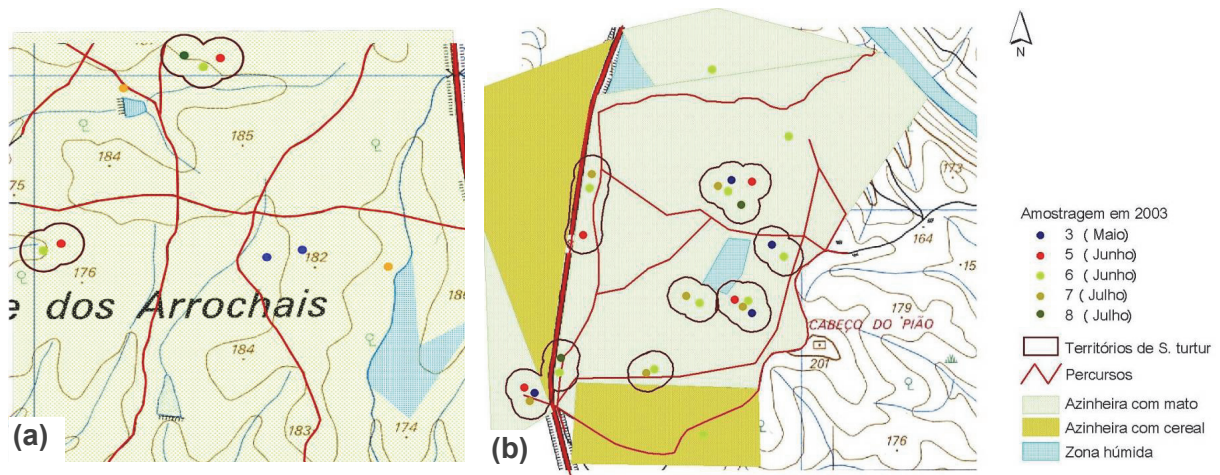 185
184
175
176
182
186
e dos Arrochais
184
183
174
(a)
173
164
15
179
CABEÇO DO PIÃO
201
176
(b)
N
Amostragem em 2003
3 ( Maio)
5 ( Junho)
6 ( Junho)
7 ( Julho)
8 ( Julho)
Territórios de S. turtur
Percursos
Azinheira com mato
Azinheira com cereal
Zona húmida